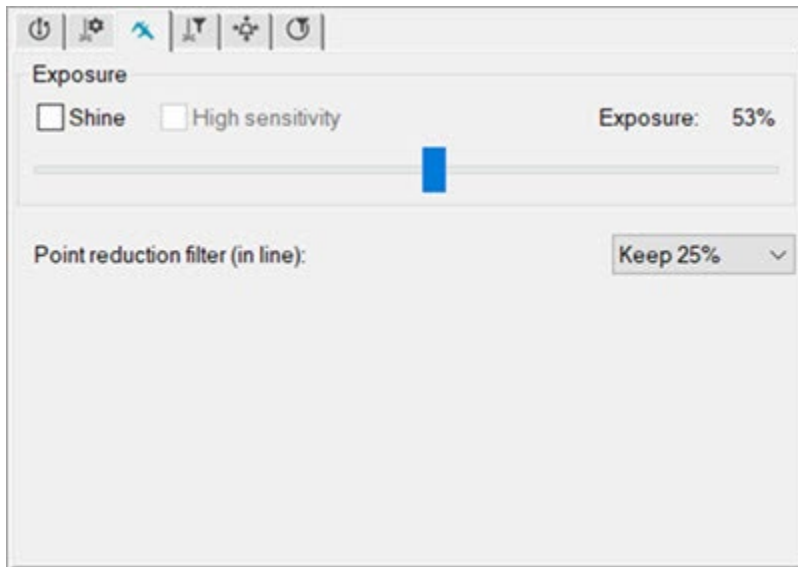 Exposure
Shine High sensitivity Exposure: 53%
Point reduction filter (in line): Keep 25%